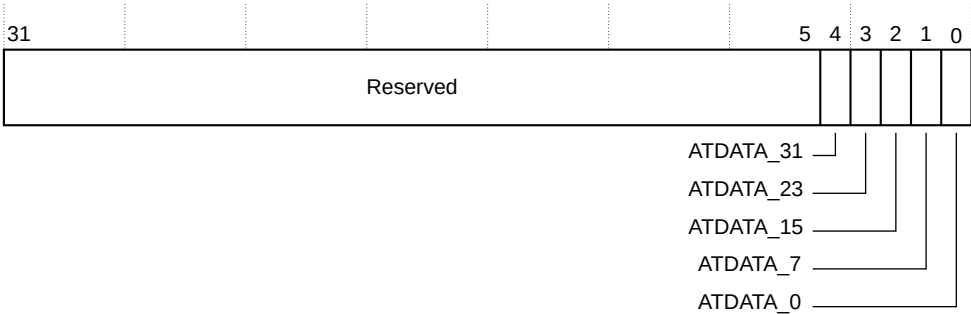 31 5 4 3 2 1 0
Reserved
ATDATA_31
ATDATA_23
ATDATA_15
ATDATA_7
ATDATA_0